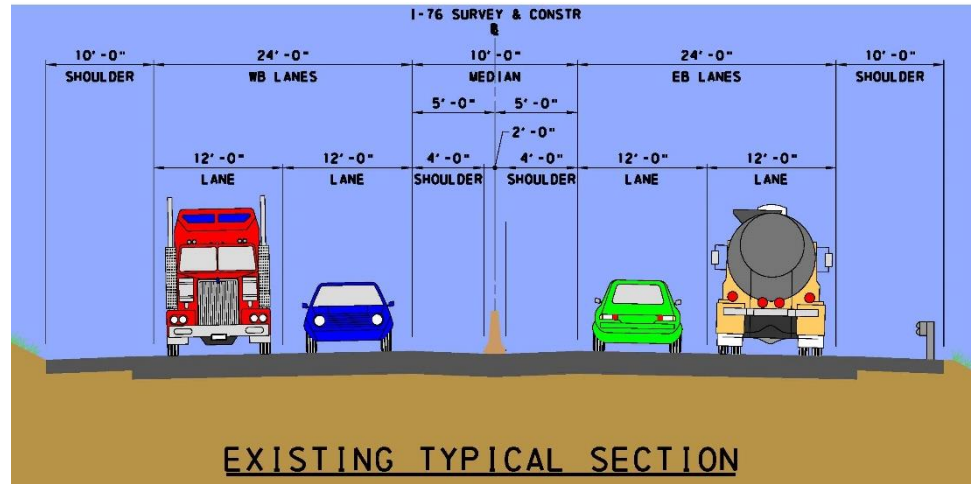 I-76 SURVEY & CONSTR
℄
10'-0" 24'-0" 10'-0" 24'-0" 10'-0"
SHOULDER WB LANES MEDIAN EB LANES SHOULDER
5'-0" 5'-0"
2'-0"
12'-0" 12'-0" 4'-0" 4'-0" 12'-0" 12'-0"
LANE LANE SHOULDER SHOULDER LANE LANE
EXISTING TYPICAL SECTION